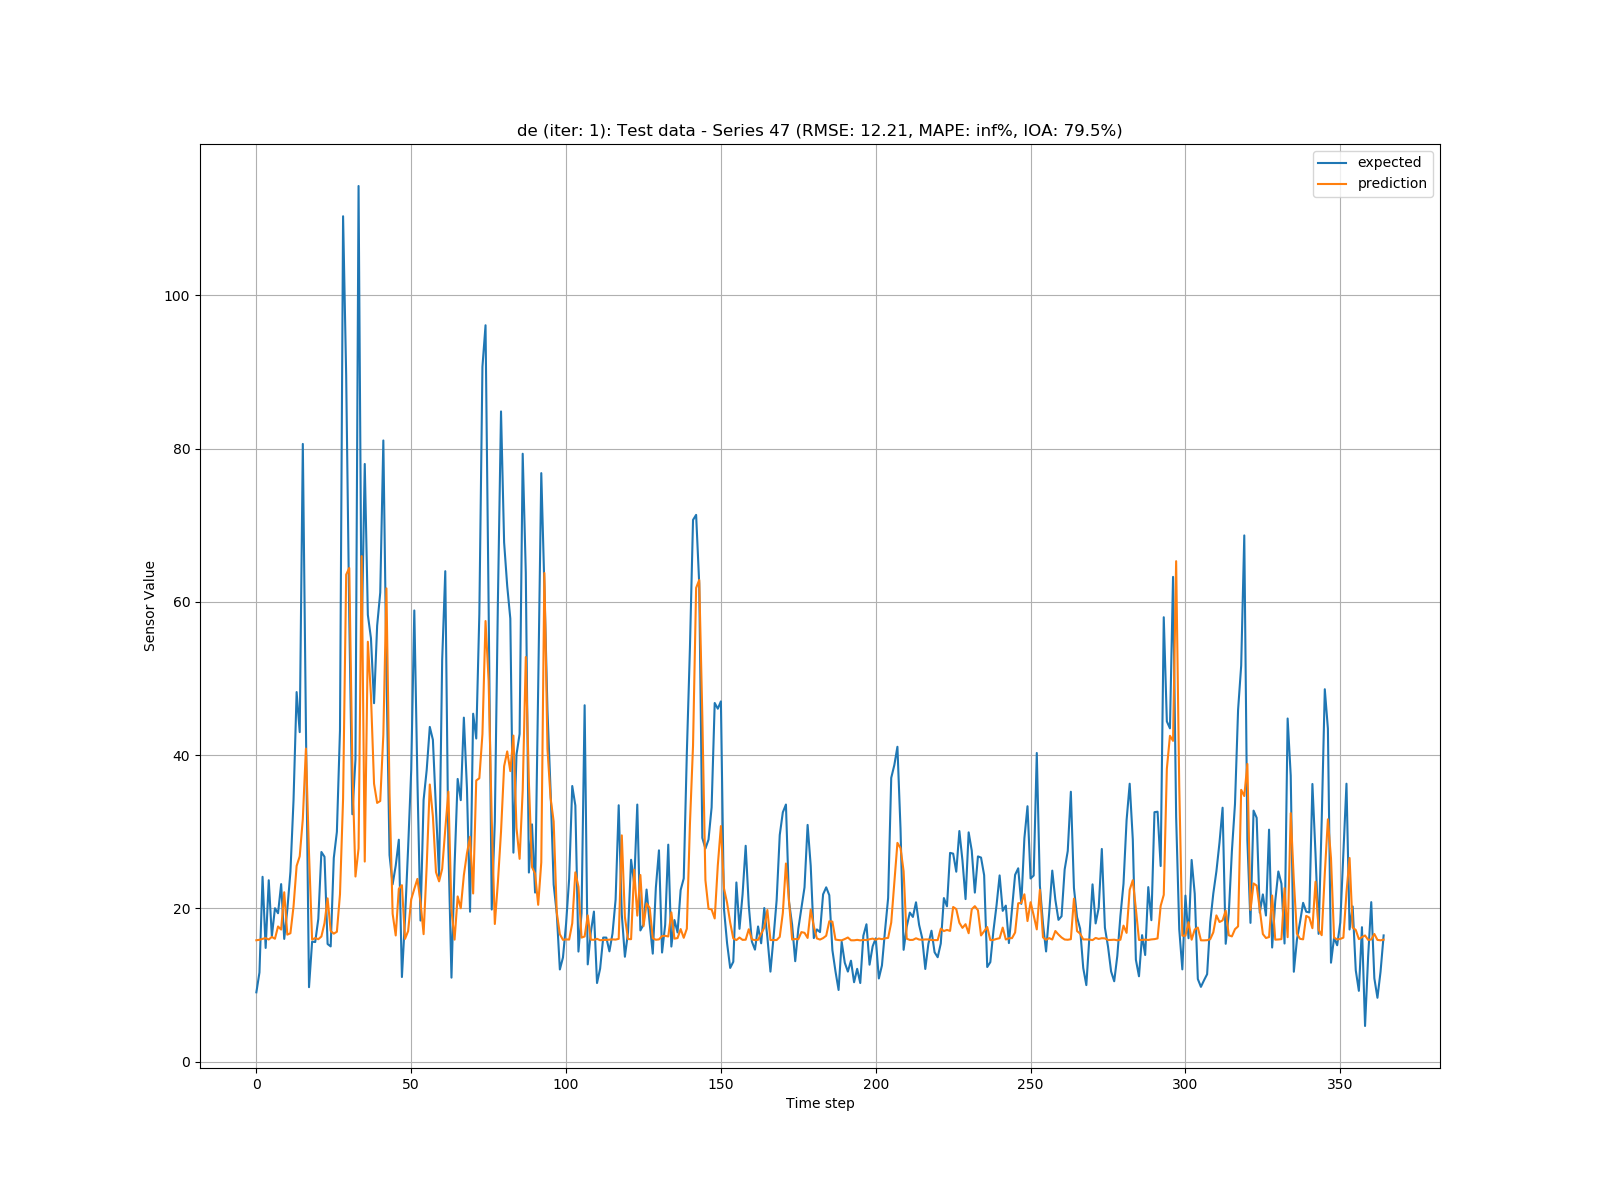 de (iter: 1): Test data - Series 47 (RMSE: 12.21, MAPE: inf%, IOA: 79.5%)
expected
prediction
100
80
60
40
20
0
Sensor Value
0 50 100 150 200 250 300 350
Time step